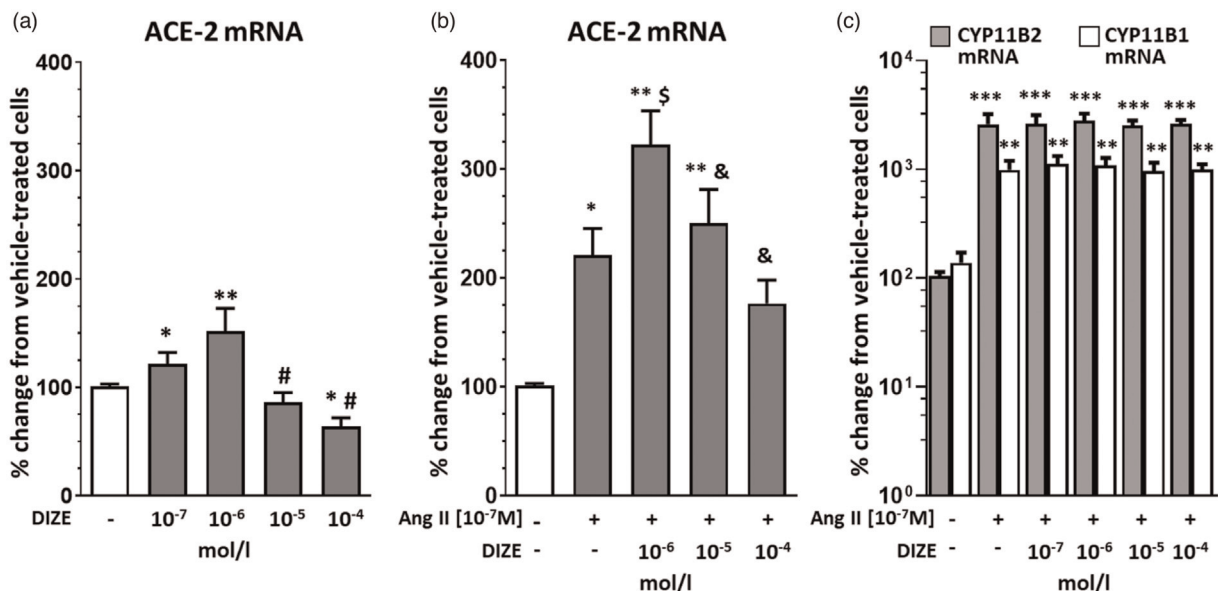 (a)
ACE-2 mRNA
% change from vehicle-treated cells
400
300
200
100
0
*
**
#
* #
DIZE - 10⁻⁷ 10⁻⁶ 10⁻⁵ 10⁻⁴
mol/l
(b)
ACE-2 mRNA
% change from vehicle-treated cells
400
300
200
100
0
*
** $
** &
&
Ang II [10⁻⁷M] - + + + +
DIZE - - 10⁻⁶ 10⁻⁵ 10⁻⁴
mol/l
(c)
CYP11B2 mRNA
CYP11B1 mRNA
% change from vehicle-treated cells
10⁴
10³
10²
10¹
10⁰
*** *** *** *** ***
** ** ** ** **
Ang II [10⁻⁷M] - + + + + +
DIZE - - 10⁻⁷ 10⁻⁶ 10⁻⁵ 10⁻⁴
mol/l